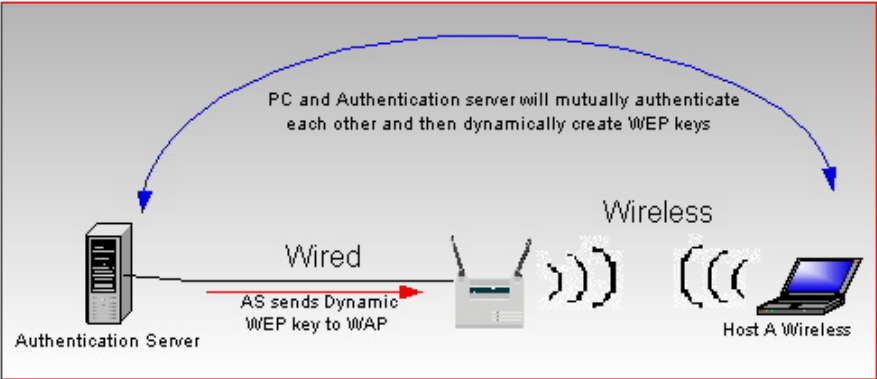 PC and Authentication server will mutually authenticate
each other and then dynamically create WEP keys
Wireless
Wired
AS sends Dynamic
WEP key to WAP
Authentication Server
Host A Wireless